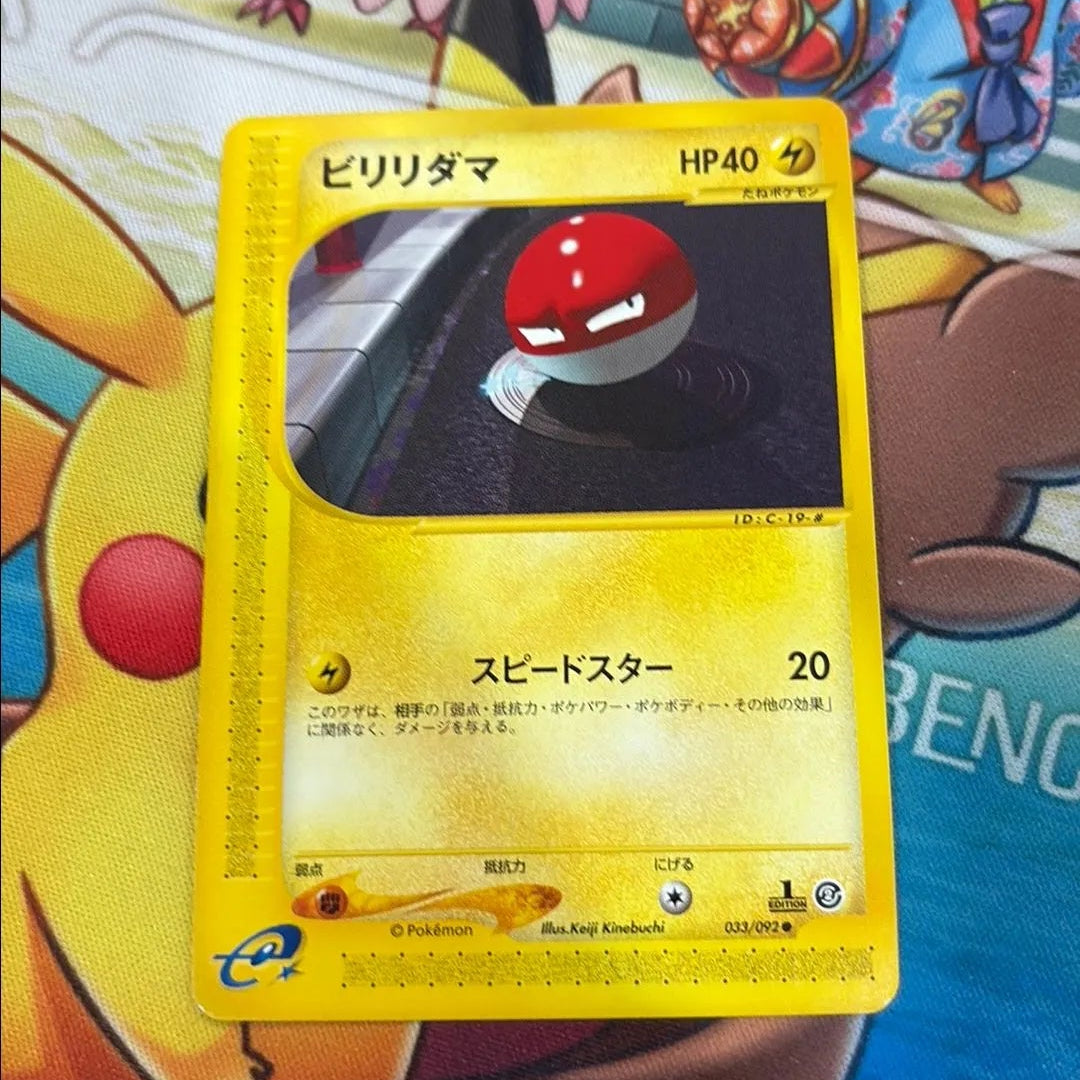 ビリリダマ
HP40
たねポケモン
ID:C-19-#
スピードスター 20
このワザは、相手の「弱点・抵抗力・ポケパワー・ポケボディー・その他の効果」
に関係なく、ダメージを与える。
弱点 抵抗力 にげる
1
EDITION
© Pokémon Illus.Keiji Kinebuchi 033/092●
e
BENO